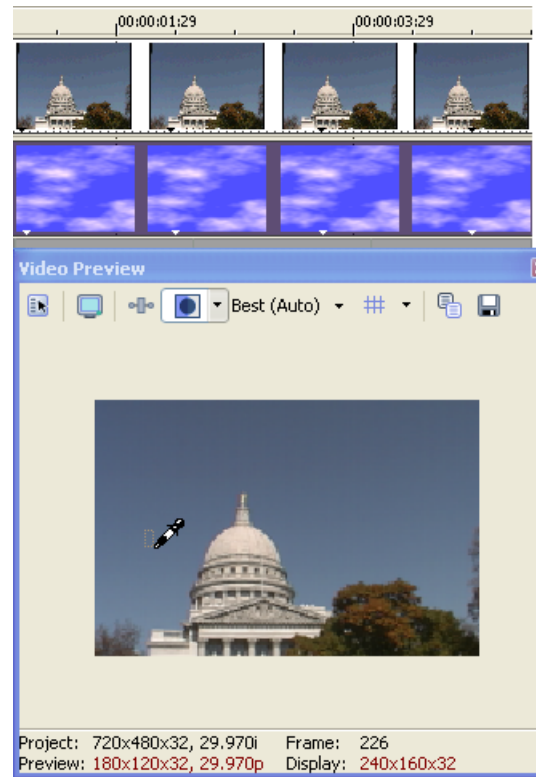 00:00:01:29 00:00:03:29
Video Preview
Best (Auto)
Project: 720x480x32, 29.970i Frame: 226
Preview: 180x120x32, 29.970p Display: 240x160x32